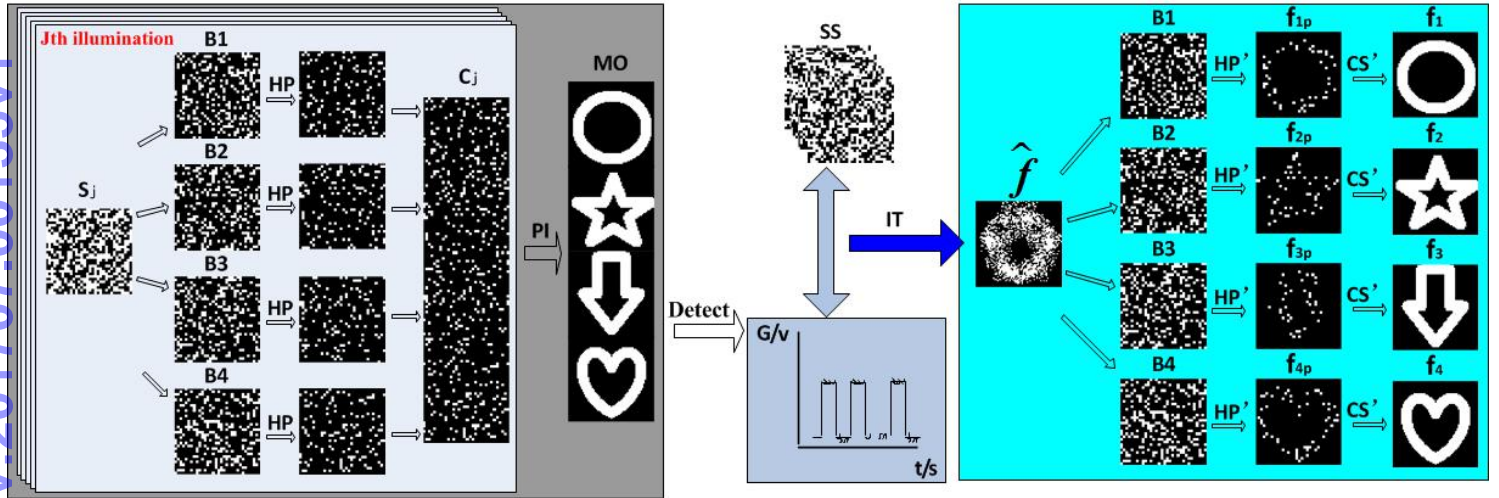 Jth illumination
B1
HP
B2
HP
Sj
B3
HP
B4
HP
Cj
PI
MO
Detect
SS
G/v
t/s
IT
f̂
B1
HP’
f1p
CS’
f1
B2
HP’
f2p
CS’
f2
B3
HP’
f3p
CS’
f3
B4
HP’
f4p
CS’
f4